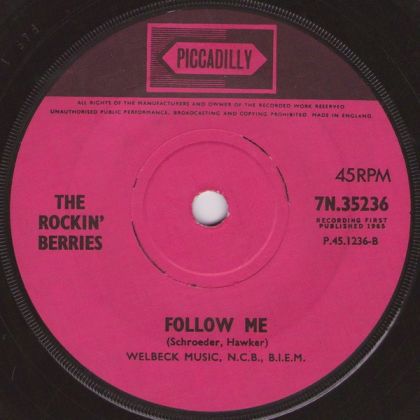 PICCADILLY
ALL RIGHTS OF THE MANUFACTURERS AND OWNER OF THE RECORDED WORK RESERVED
UNAUTHORISED PUBLIC PERFORMANCE, BROADCASTING AND COPYING PROHIBITED. MADE IN ENGLAND.
45RPM
THE
ROCKIN'
BERRIES
7N.35236
RECORDING FIRST
PUBLISHED 1965
P.45.1236-B
FOLLOW ME
(Schroeder, Hawker)
WELBECK MUSIC, N.C.B., B.I.E.M.